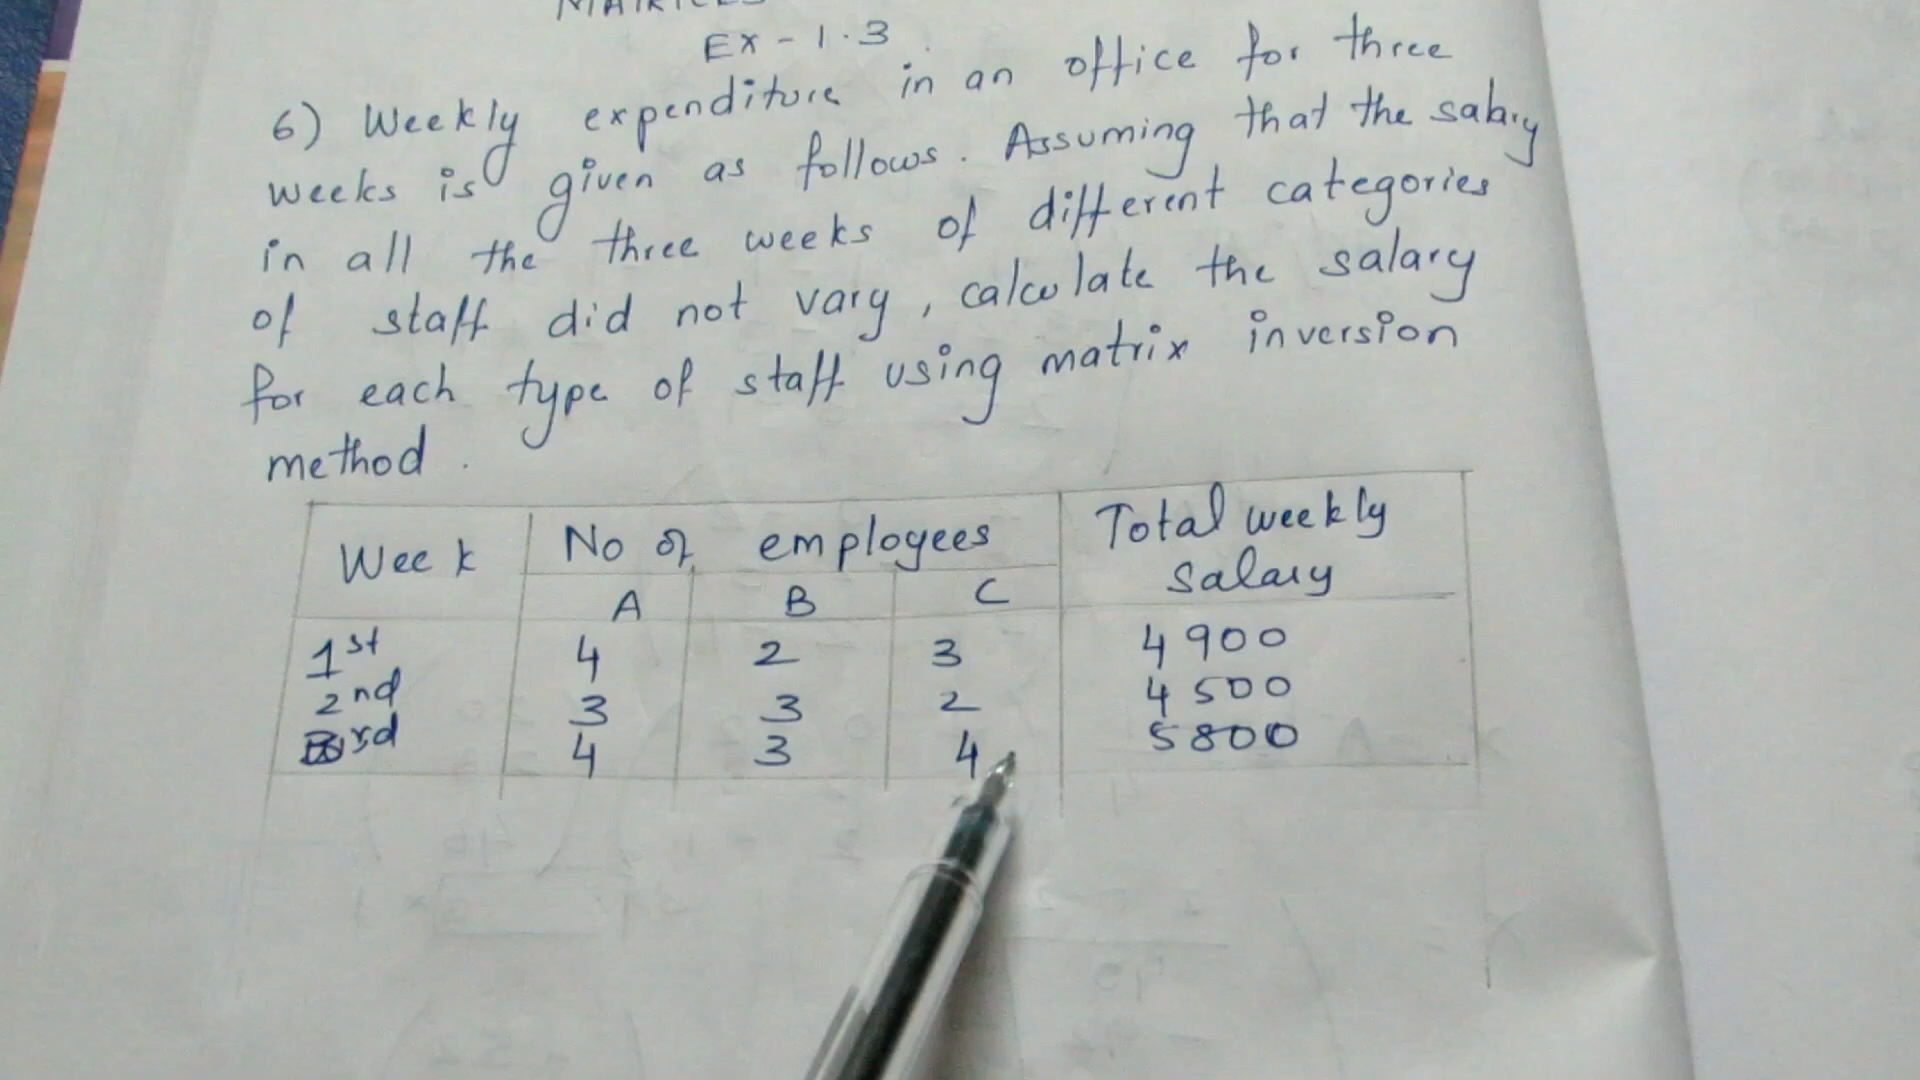 MATRICES
Ex - 1.3
6) Weekly expenditure in an office for three
weeks is given as follows. Assuming that the salary
in all the three weeks of different categories
of staff did not vary, calculate the salary
for each type of staff using matrix inversion
method.
Week No of employees Total weekly salary
A B C
1st 4 2 3 4900
2nd 3 3 2 4500
3rd 4 3 4 5800